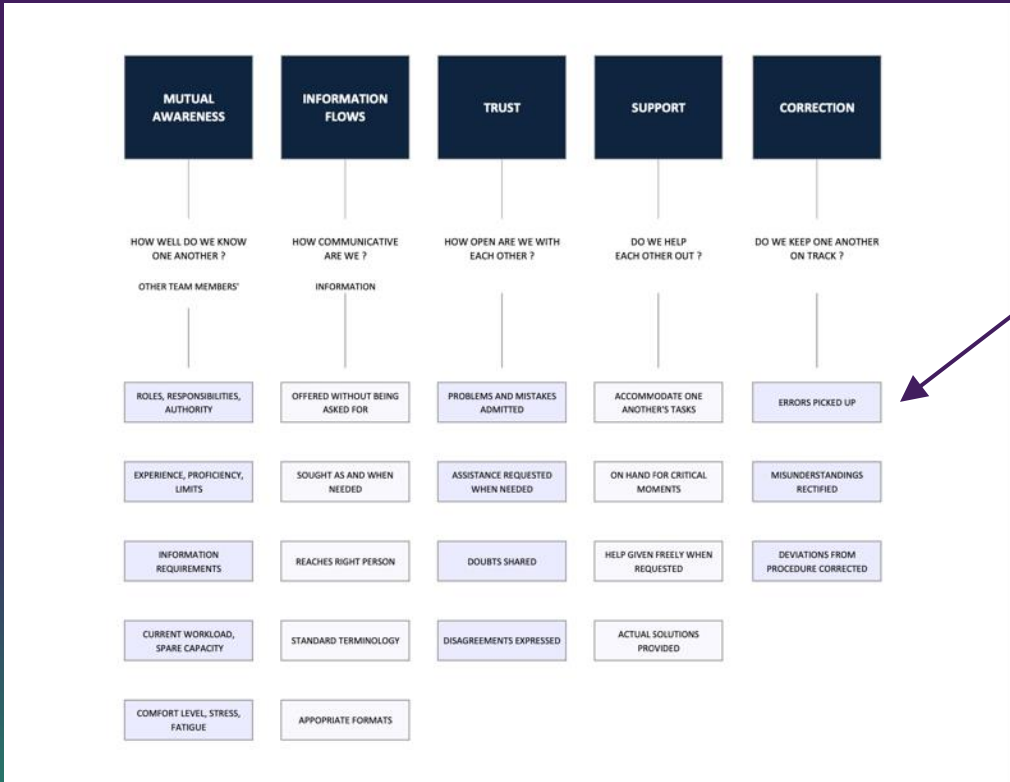 MUTUAL
AWARENESS
HOW WELL DO WE KNOW
ONE ANOTHER ?
OTHER TEAM MEMBERS'
ROLES, RESPONSIBILITIES,
AUTHORITY
EXPERIENCE, PROFICIENCY,
LIMITS
INFORMATION
REQUIREMENTS
CURRENT WORKLOAD,
SPARE CAPACITY
COMFORT LEVEL, STRESS,
FATIGUE
INFORMATION
FLOWS
HOW COMMUNICATIVE
ARE WE ?
INFORMATION
OFFERED WITHOUT BEING
ASKED FOR
SOUGHT AS AND WHEN
NEEDED
REACHES RIGHT PERSON
STANDARD TERMINOLOGY
APPOPRIATE FORMATS
TRUST
HOW OPEN ARE WE WITH
EACH OTHER ?
PROBLEMS AND MISTAKES
ADMITTED
ASSISTANCE REQUESTED
WHEN NEEDED
DOUBTS SHARED
DISAGREEMENTS EXPRESSED
SUPPORT
DO WE HELP
EACH OTHER OUT ?
ACCOMMODATE ONE
ANOTHER'S TASKS
ON HAND FOR CRITICAL
MOMENTS
HELP GIVEN FREELY WHEN
REQUESTED
ACTUAL SOLUTIONS
PROVIDED
CORRECTION
DO WE KEEP ONE ANOTHER
ON TRACK ?
ERRORS PICKED UP
MISUNDERSTANDINGS
RECTIFIED
DEVIATIONS FROM
PROCEDURE CORRECTED